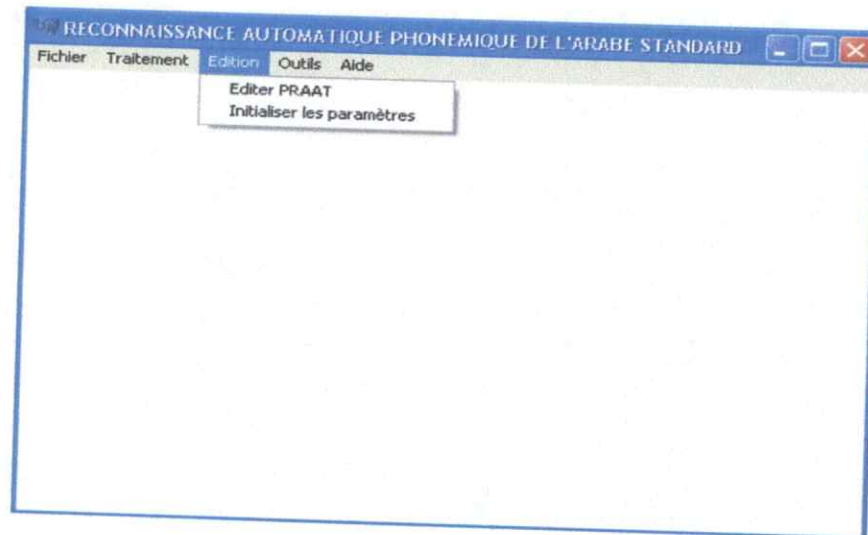 RECONNAISSANCE AUTOMATIQUE PHONEMIQUE DE L'ARABE STANDARD
Fichier Traitement Edition Outils Aide
Editer PRAAT
Initialiser les paramètres